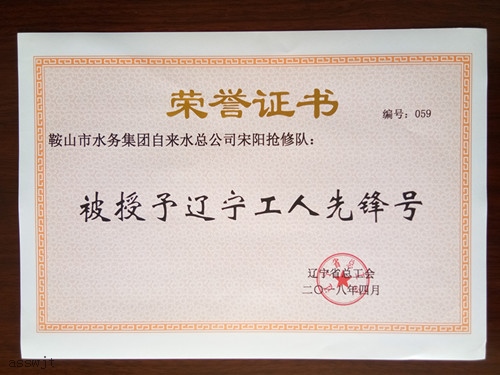 荣誉证书
编号：059
鞍山市水务集团自来水总公司宋阳抢修队：
被授予辽宁工人先锋号
辽宁省总工会
二〇一八年四月
asswjt